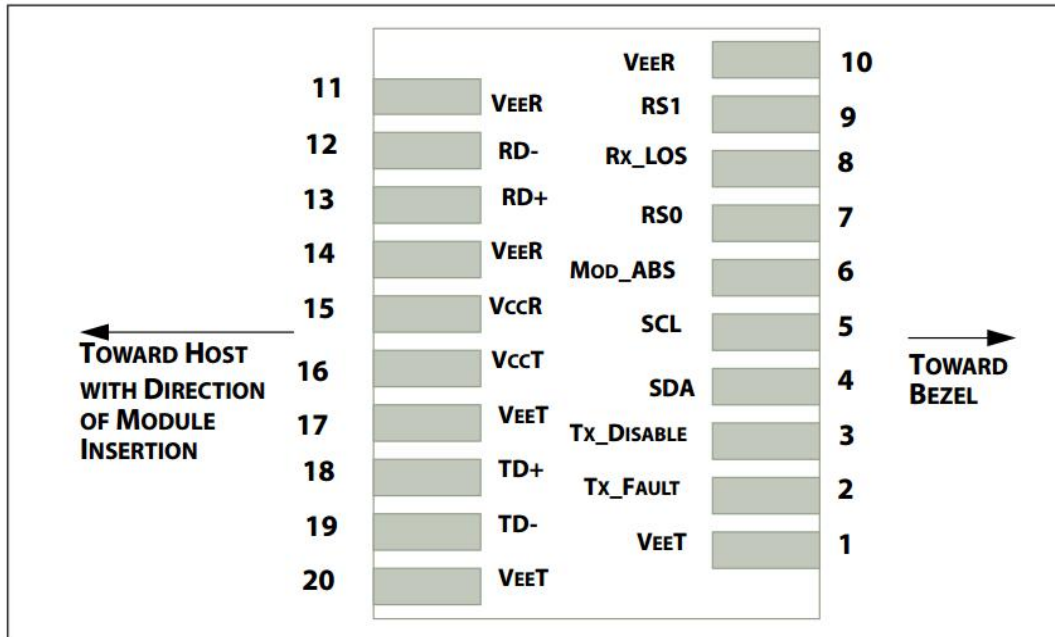 11 VEER
12 RD-
13 RD+
14 VEER
15 VCCR
16 VCCT
17 VEET
18 TD+
19 TD-
20 VEET
VEER 10
RS1 9
RX_LOS 8
RS0 7
MOD_ABS 6
SCL 5
SDA 4
TX_DISABLE 3
TX_FAULT 2
VEET 1
TOWARD HOST
WITH DIRECTION
OF MODULE
INSERTION
TOWARD
BEZEL